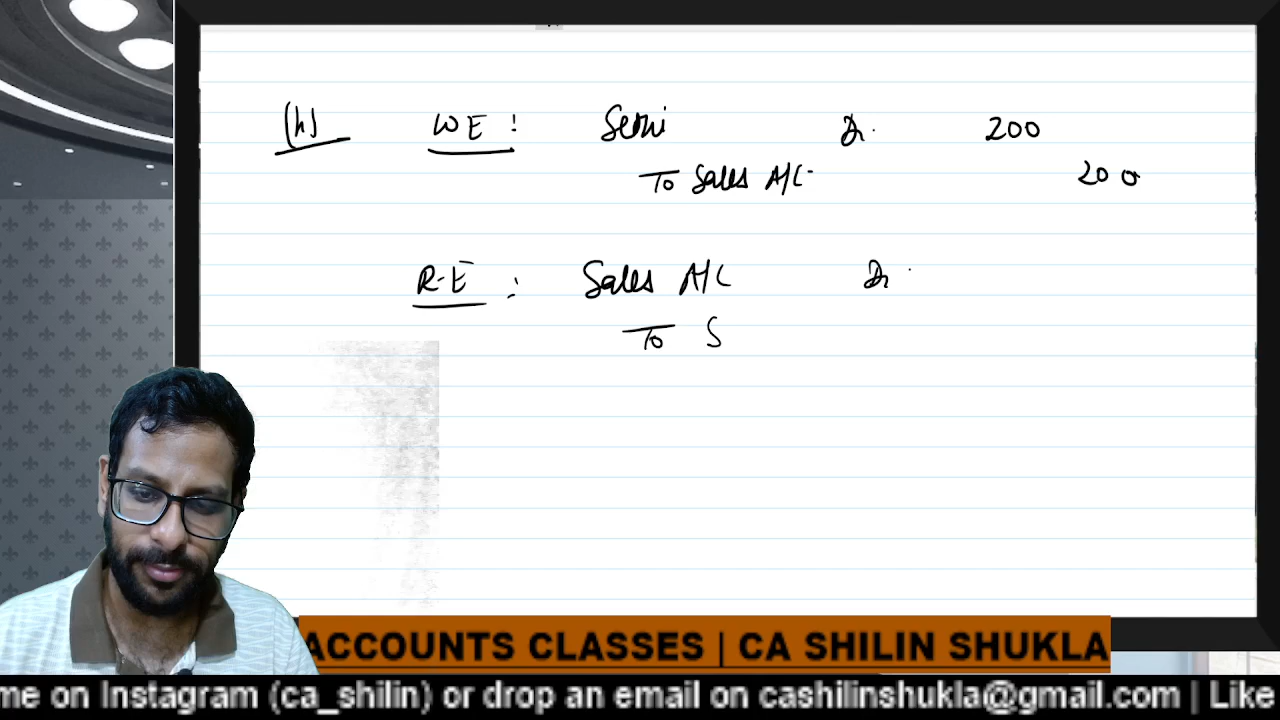 (h) WE : Sethi Dr. 200
To Sales A/C 200
R-E : Sales A/C Dr
To S
ACCOUNTS CLASSES | CA SHILIN SHUKLA
me on Instagram (ca_shilin) or drop an email on cashilinshukla@gmail.com | Like